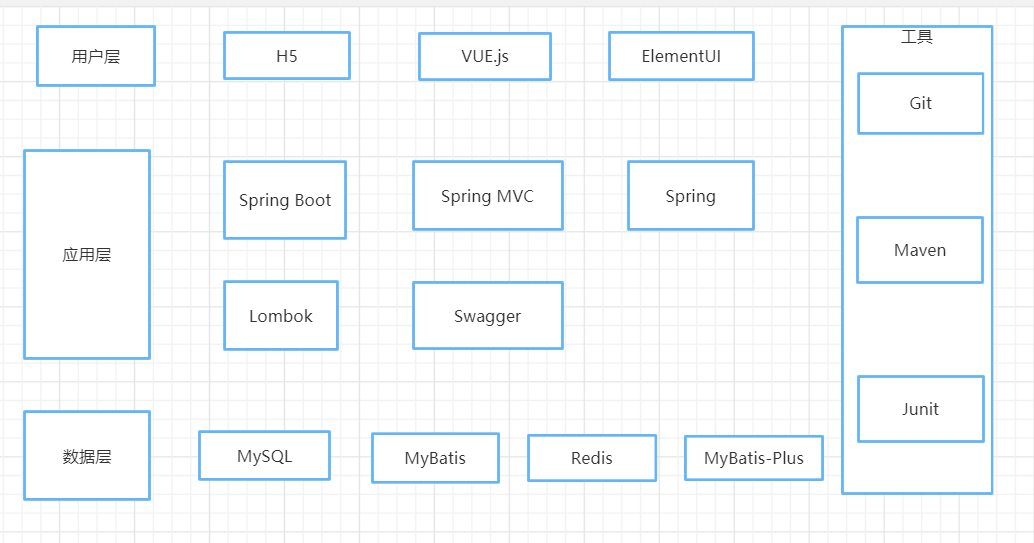 用户层
H5
VUE.js
ElementUI
工具
Git
应用层
Spring Boot
Spring MVC
Spring
Maven
Lombok
Swagger
Junit
数据层
MySQL
MyBatis
Redis
MyBatis-Plus